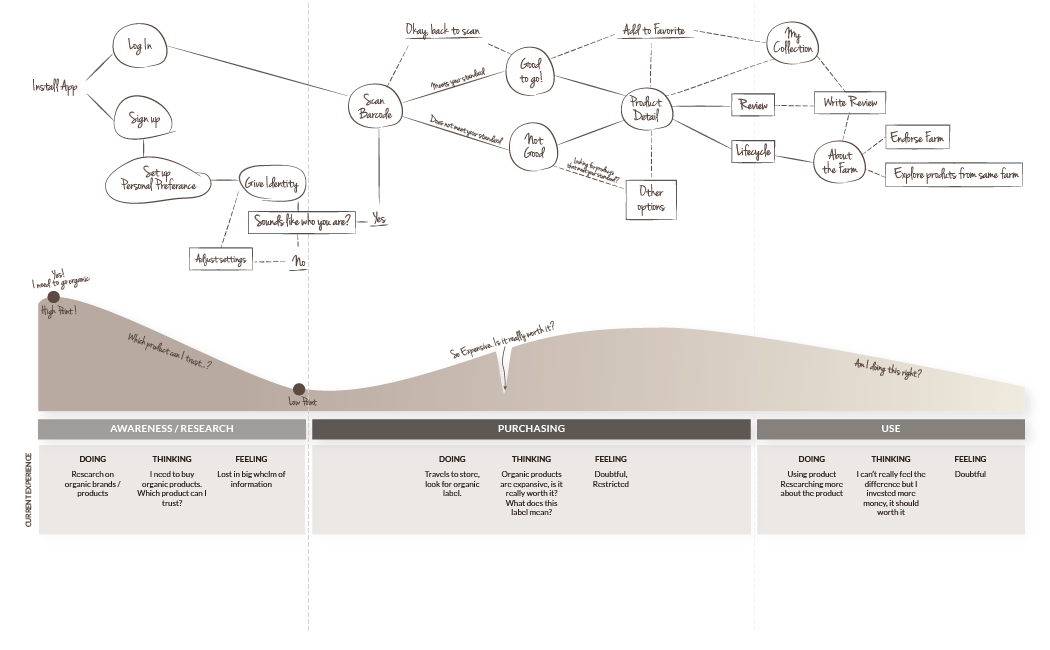 Okay, back to scan
Add to Favorite
My
Collection
Log In
Good
to go!
Install App
Meets your standard
Scan
Barcode
Product
Detail
Review
Write Review
Sign up
Does not meet your standard
Not
Good
Lifecycle
About
the Farm
Endorse Farm
Explore produts from same farm
Set up
Personal Preferance
Give Identity
looking for products
that meet your standard?
Other
options
Sounds like who you are?
Yes
Adjust settings
No
Yes!
I need to go organic
High Point!
Which product can I trust...?
So Expensive. Is it really worth it?
Am I doing this right?
Low Point
AWARENESS / RESEARCH
PURCHASING
USE
CURRENT EXPERIENCE
DOING
Research on
organic brands /
products
THINKING
I need to buy
organic products.
Which product can I
trust?
FEELING
Lost in big whelm of
information
DOING
Travels to store,
look for organic
label.
THINKING
Organic products
are expensive, is it
really worth it?
What does this
label mean?
FEELING
Doubtful,
Restricted
DOING
Using product
Researching more
about the product
THINKING
I can't really feel the
difference but I
invested more
money, it should
worth it
FEELING
Doubtful